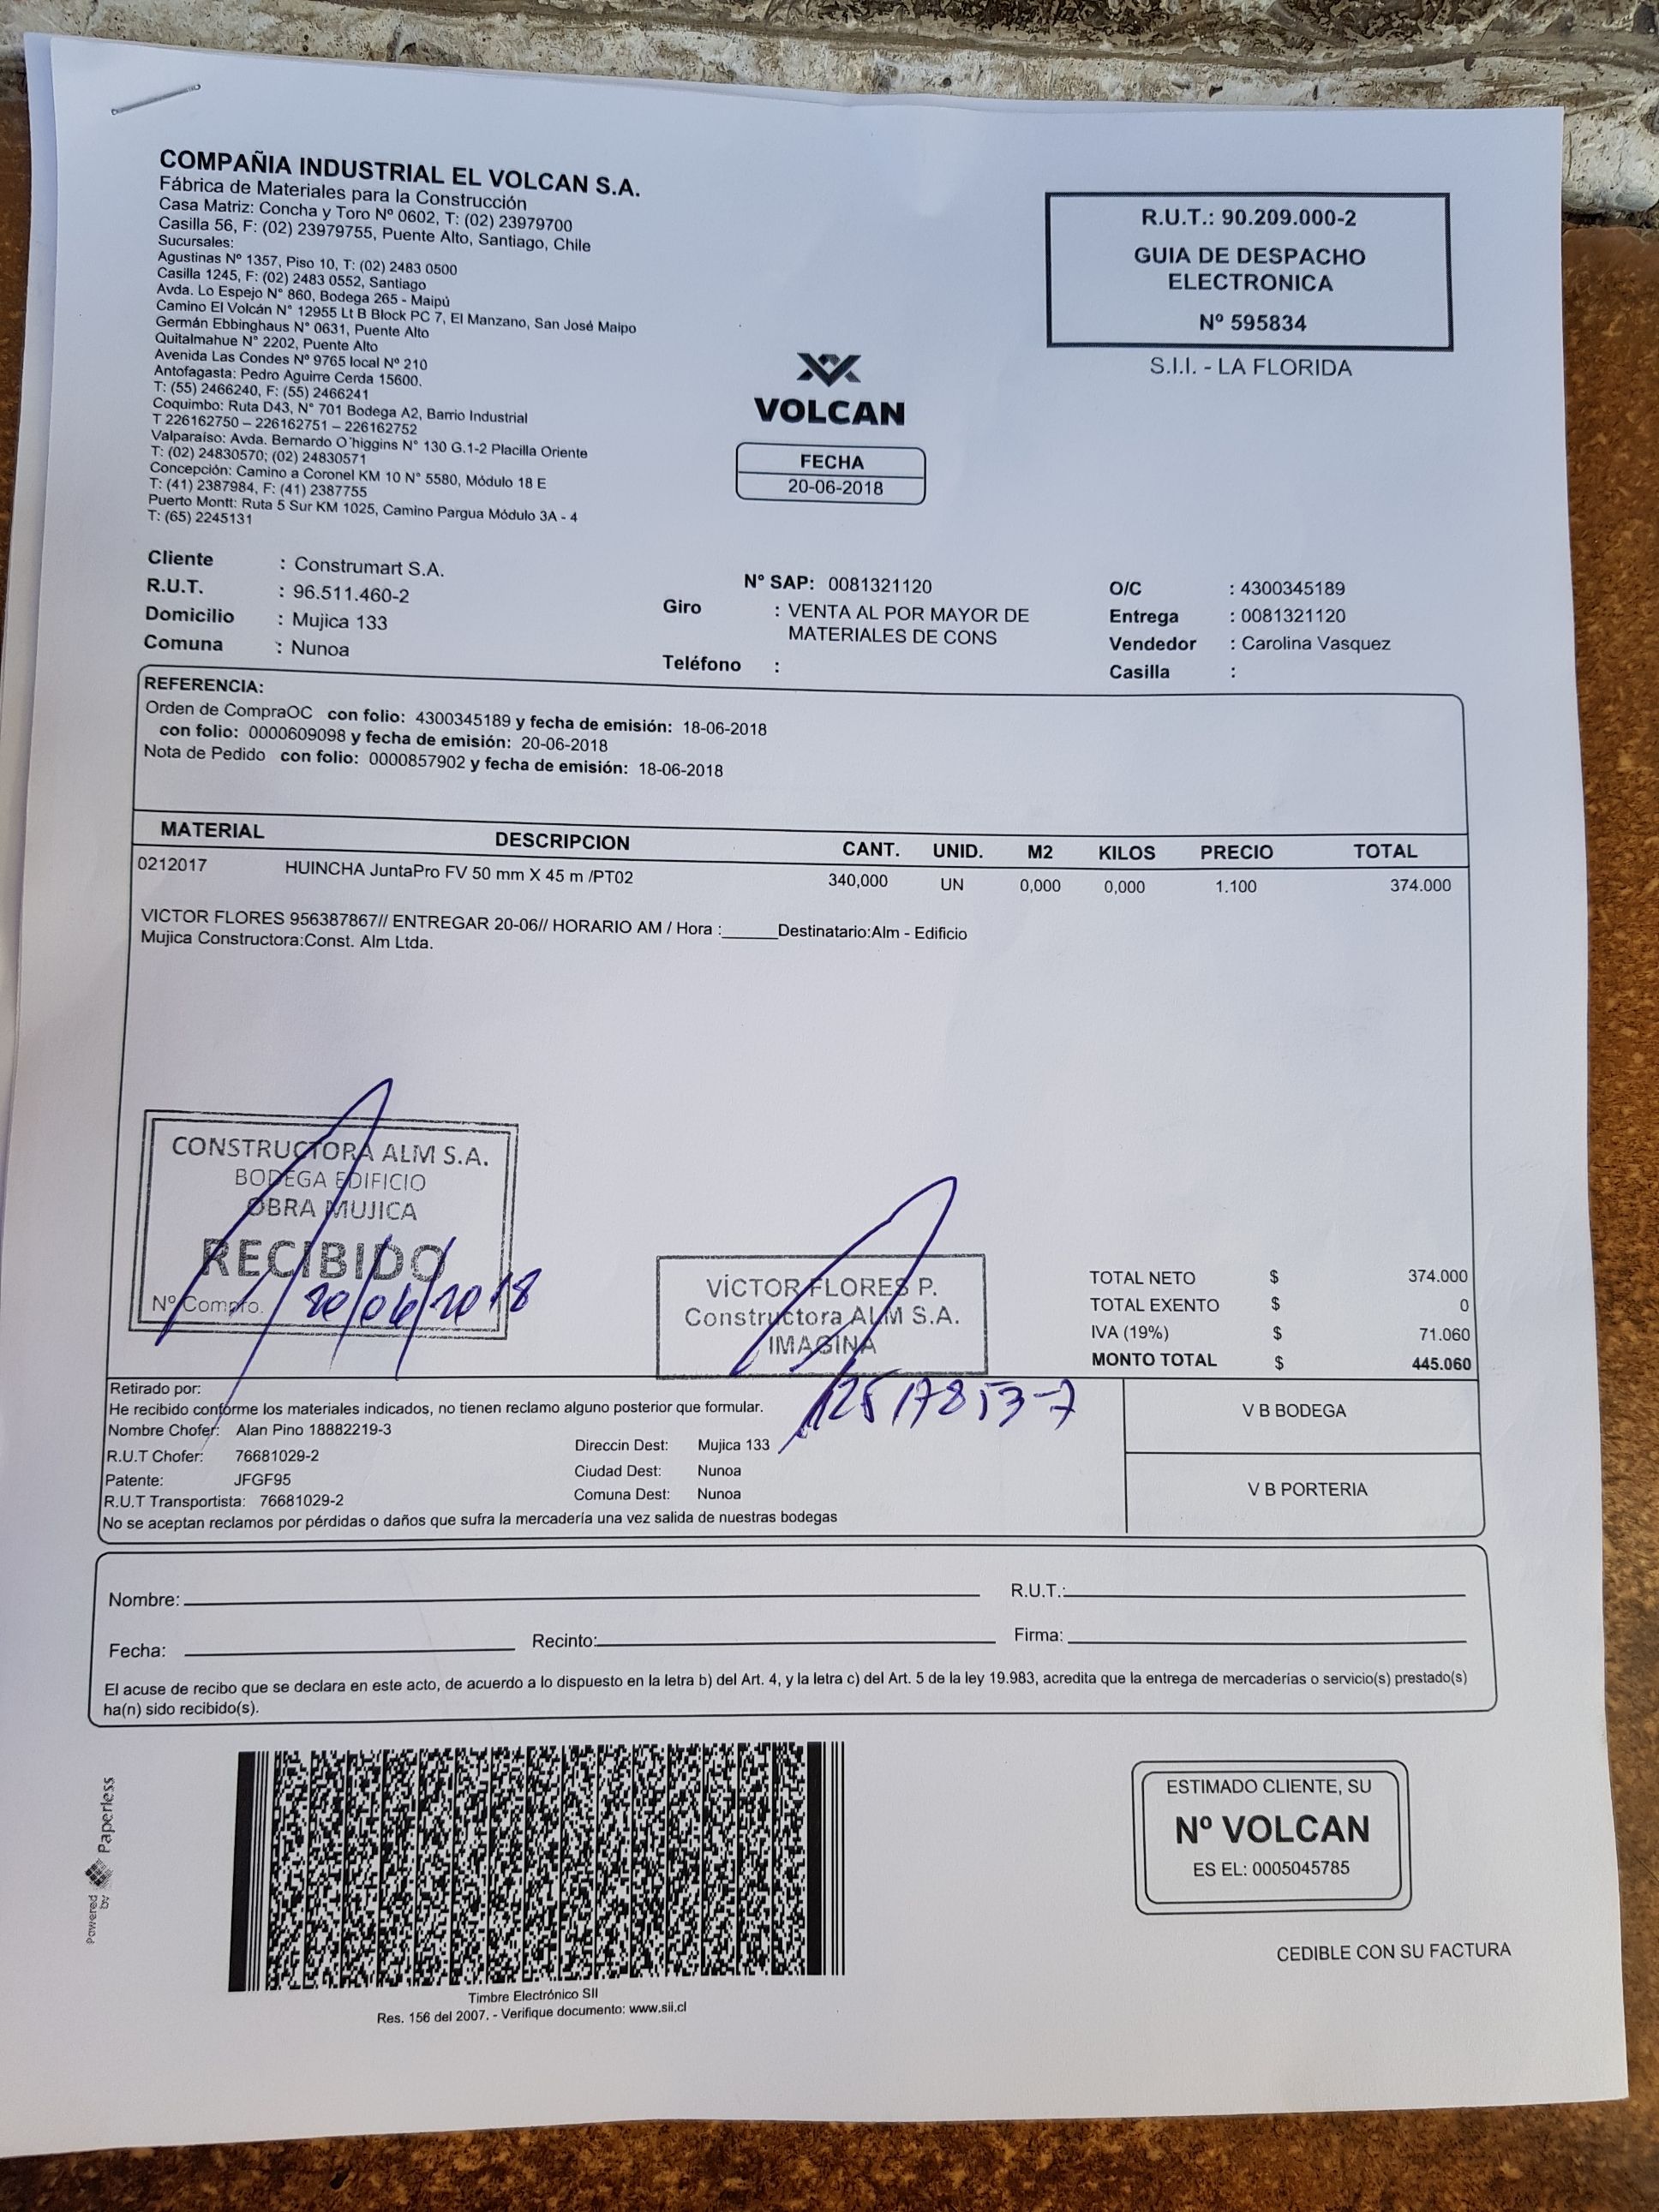 COMPAÑIA INDUSTRIAL EL VOLCAN S.A.
Fábrica de Materiales para la Construcción
Casa Matriz: Concha y Toro Nº 0602, T: (02) 23979700
Casilla 56, F: (02) 23979755, Puente Alto, Santiago, Chile
Sucursales:
Agustinas Nº 1357, Piso 10, T: (02) 2483 0500
Casilla 1245, F: (02) 2483 0552, Santiago
Avda. Lo Espejo N° 860, Bodega 265 - Maipú
Camino El Volcán N° 12955 Lt B Block PC 7, El Manzano, San José Maipo
Germán Ebbinghaus N° 0631, Puente Alto
Quitalmahue N° 2202, Puente Alto
Avenida Las Condes Nº 9765 local Nº 210
Antofagasta: Pedro Aguirre Cerda 15600.
T: (55) 2466240, F: (55) 2466241
Coquimbo: Ruta D43, N° 701 Bodega A2, Barrio Industrial
T 226162750 – 226162751 – 226162752
Valparaíso: Avda. Bernardo O'higgins N° 130 G.1-2 Placilla Oriente
T: (02) 24830570; (02) 24830571
Concepción: Camino a Coronel KM 10 N° 5580, Módulo 18 E
T: (41) 2387984, F: (41) 2387755
Puerto Montt: Ruta 5 Sur KM 1025, Camino Pargua Módulo 3A - 4
T: (65) 2245131
R.U.T.: 90.209.000-2
GUIA DE DESPACHO
ELECTRONICA
Nº 595834
S.I.I. - LA FLORIDA
VOLCAN
FECHA
20-06-2018
Cliente : Construmart S.A.
R.U.T. : 96.511.460-2
Domicilio : Mujica 133
Comuna : Nunoa
N° SAP: 0081321120
Giro : VENTA AL POR MAYOR DE
MATERIALES DE CONS
Teléfono :
O/C : 4300345189
Entrega : 0081321120
Vendedor : Carolina Vasquez
Casilla :
REFERENCIA:
Orden de CompraOC con folio: 4300345189 y fecha de emisión: 18-06-2018
con folio: 0000609098 y fecha de emisión: 20-06-2018
Nota de Pedido con folio: 0000857902 y fecha de emisión: 18-06-2018
MATERIAL DESCRIPCION CANT. UNID. M2 KILOS PRECIO TOTAL
0212017 HUINCHA JuntaPro FV 50 mm X 45 m /PT02 340,000 UN 0,000 0,000 1.100 374.000
VICTOR FLORES 956387867// ENTREGAR 20-06// HORARIO AM / Hora :______Destinatario:Alm - Edificio
Mujica Constructora:Const. Alm Ltda.
CONSTRUCTORA ALM S.A.
BODEGA EDIFICIO
OBRA MUJICA
RECIBIDO
Nº Compto. 20/06/2018
VÍCTOR FLORES P.
Constructora ALM S.A.
IMAGINA
12517853-7
TOTAL NETO $ 374.000
TOTAL EXENTO $ 0
IVA (19%) $ 71.060
MONTO TOTAL $ 445.060
Retirado por:
He recibido conforme los materiales indicados, no tienen reclamo alguno posterior que formular.
Nombre Chofer: Alan Pino 18882219-3
R.U.T Chofer: 76681029-2
Patente: JFGF95
R.U.T Transportista: 76681029-2
Direccin Dest: Mujica 133
Ciudad Dest: Nunoa
Comuna Dest: Nunoa
No se aceptan reclamos por pérdidas o daños que sufra la mercadería una vez salida de nuestras bodegas
V B BODEGA
V B PORTERIA
Nombre: R.U.T.:
Fecha: Recinto: Firma:
El acuse de recibo que se declara en este acto, de acuerdo a lo dispuesto en la letra b) del Art. 4, y la letra c) del Art. 5 de la ley 19.983, acredita que la entrega de mercaderías o servicio(s) prestado(s)
ha(n) sido recibido(s).
Powered by Paperless
Timbre Electrónico SII
Res. 156 del 2007. - Verifique documento: www.sii.cl
ESTIMADO CLIENTE, SU
Nº VOLCAN
ES EL: 0005045785
CEDIBLE CON SU FACTURA